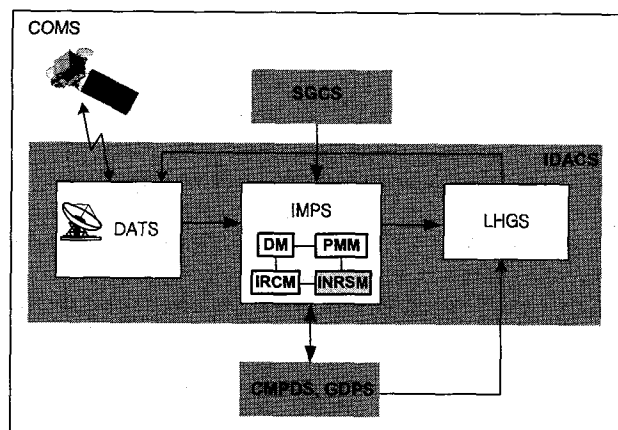 COMS
SGCS
IDACS
DATS
IMPS
LHGS
DM
PMM
IRCM
INRSM
CMPDS, GDPS